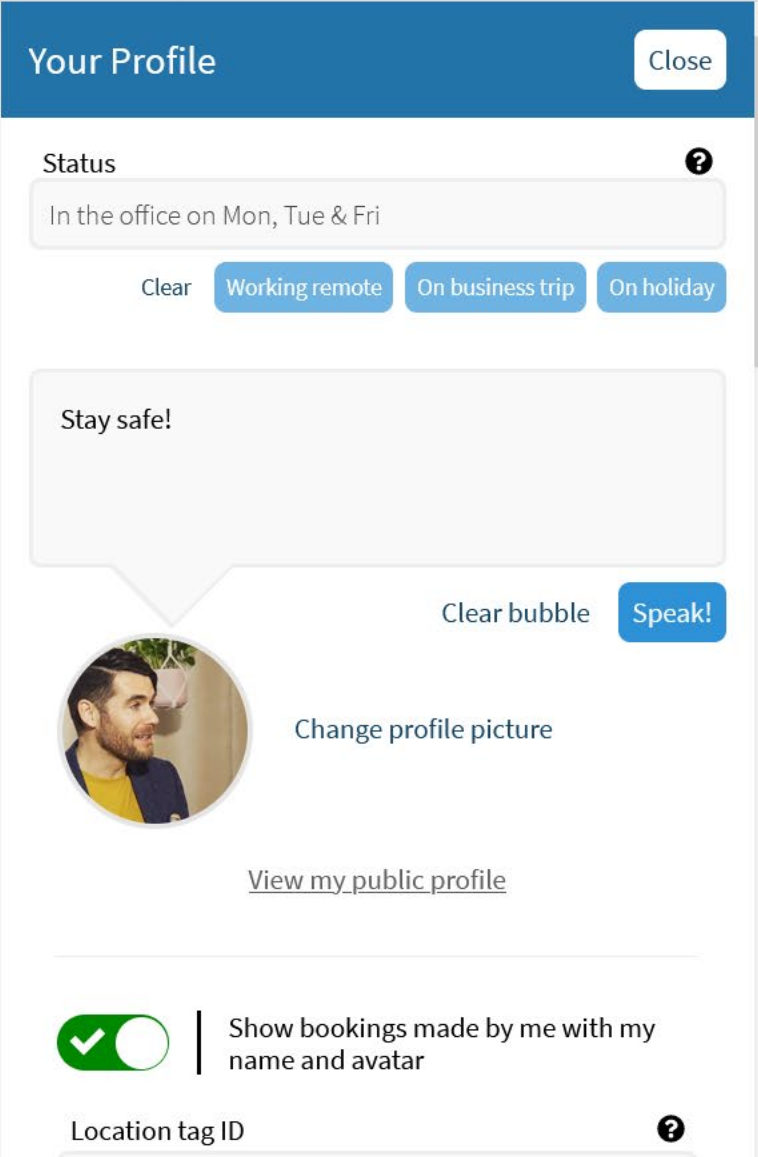 Your Profile
Close
Status
In the office on Mon, Tue & Fri
Clear
Working remote
On business trip
On holiday
Stay safe!
Clear bubble
Speak!
Change profile picture
View my public profile
Show bookings made by me with my
name and avatar
Location tag ID